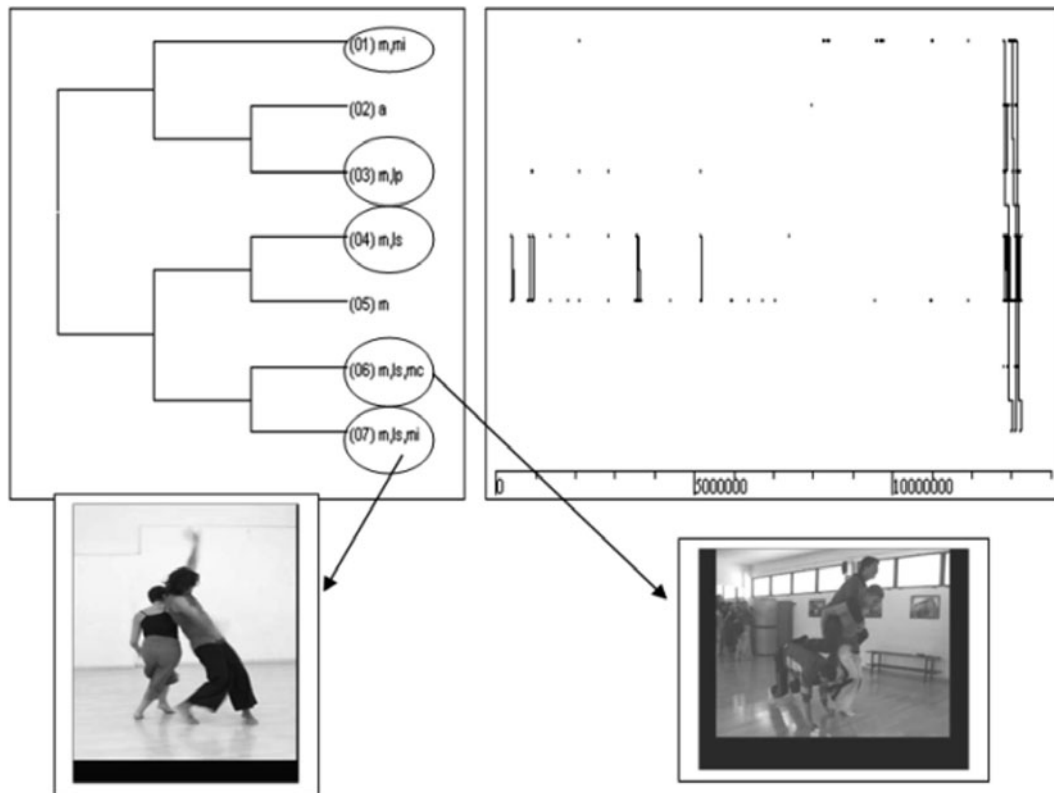 (01) m,mi
(02) a
(03) m,lp
(04) m,ls
(05) m
(06) m,ls,mc
(07) m,ls,mi
0
5000000
10000000